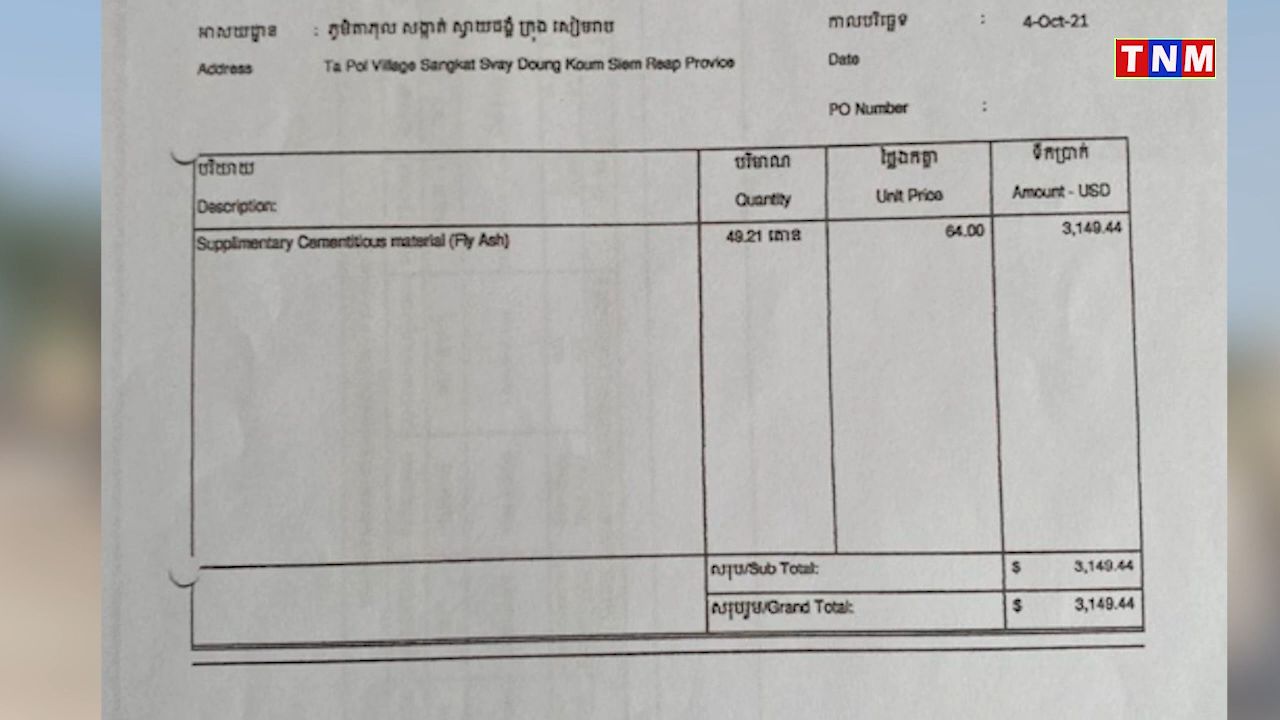 អាសយដ្ឋាន : ភូមិតាភុល សង្កាត់ ស្វាយដង្គំ ក្រុង សៀមរាប
កាលបរិច្ឆេទ : 4-Oct-21
TNM
Address Ta Pol Village Sangkat Svay Doung Koum Siem Reap Provice
Date
PO Number :
បរិយាយ បរិមាណ ថ្លៃឯកត្តា ទឹកប្រាក់
Description: Quantity Unit Price Amount - USD
Supplimentary Cementitious material (Fly Ash) 49.21 តោន 64.00 3,149.44
សរុប/Sub Total: $ 3,149.44
សរុបរួម/Grand Total: $ 3,149.44